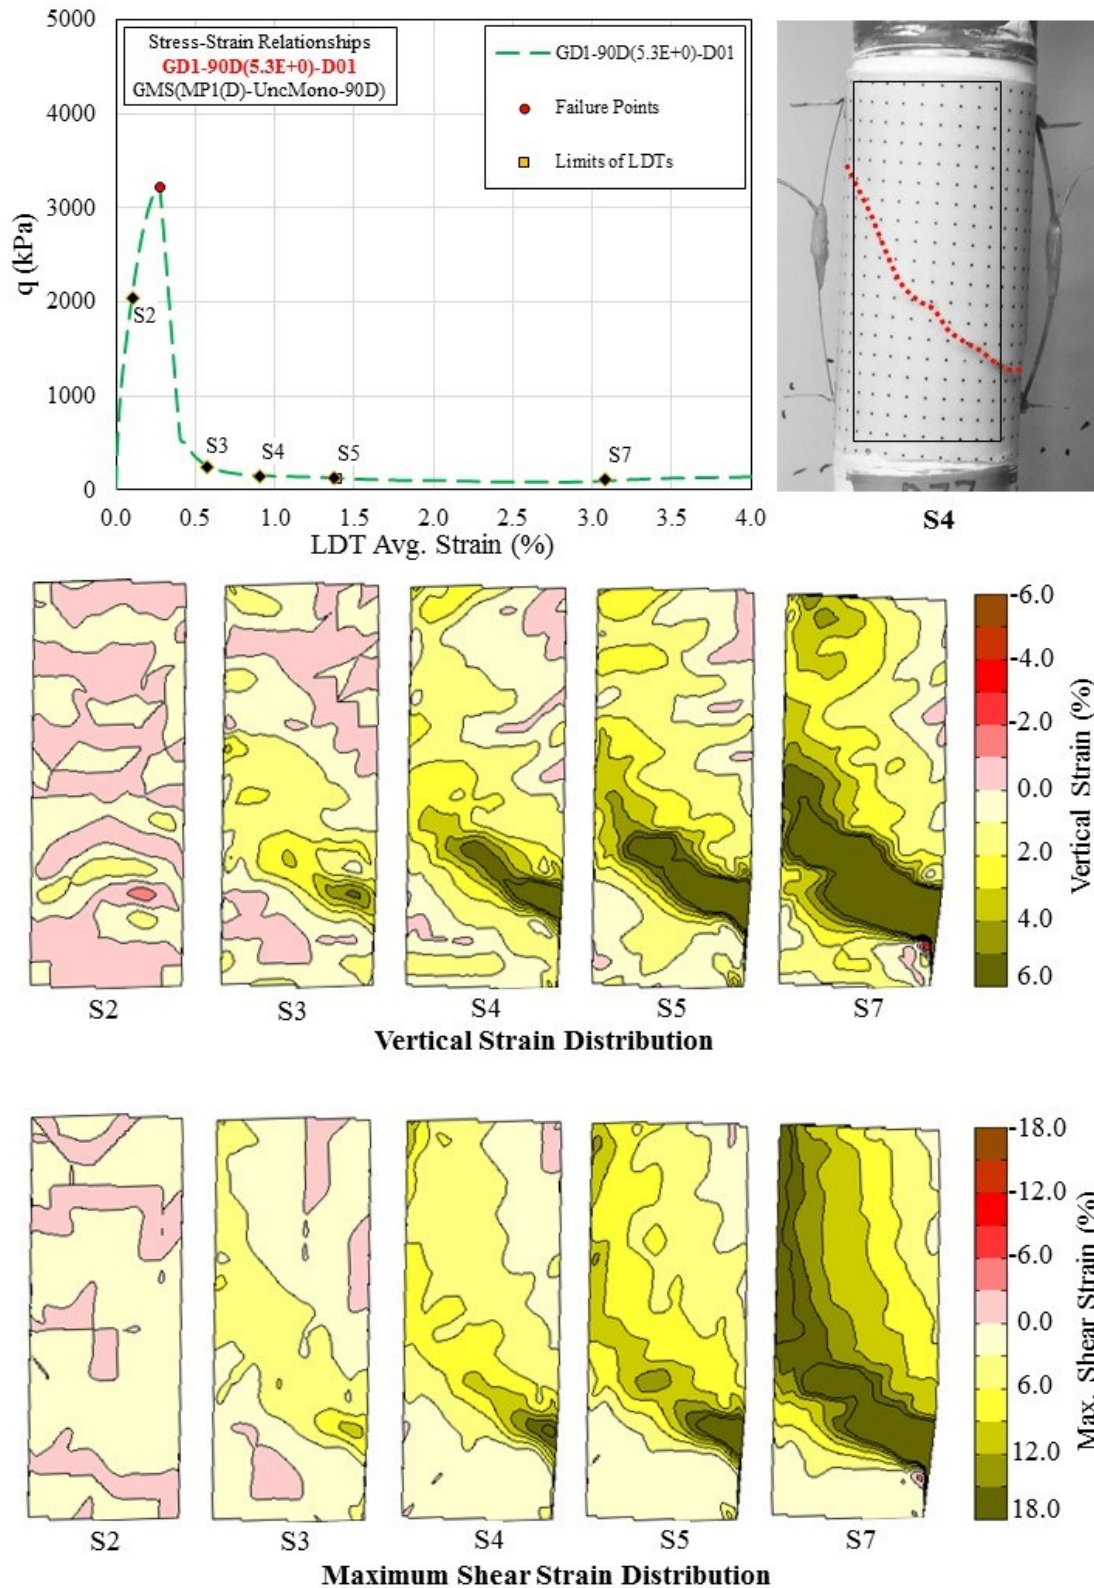 5000
4000
3000
2000
1000
0
q (kPa)
Stress-Strain Relationships
GD1-90D(5.3E+0)-D01
GMS(MP1(D)-UncMono-90D)
GD1-90D(5.3E+0)-D01
Failure Points
Limits of LDTs
S2
S3
S4
S5
S7
0.0 0.5 1.0 1.5 2.0 2.5 3.0 3.5 4.0
LDT Avg. Strain (%)
S4
-6.0
-4.0
-2.0
0.0
2.0
4.0
6.0
Vertical Strain (%)
S2 S3 S4 S5 S7
Vertical Strain Distribution
-18.0
-12.0
-6.0
0.0
6.0
12.0
18.0
Max. Shear Strain (%)
S2 S3 S4 S5 S7
Maximum Shear Strain Distribution